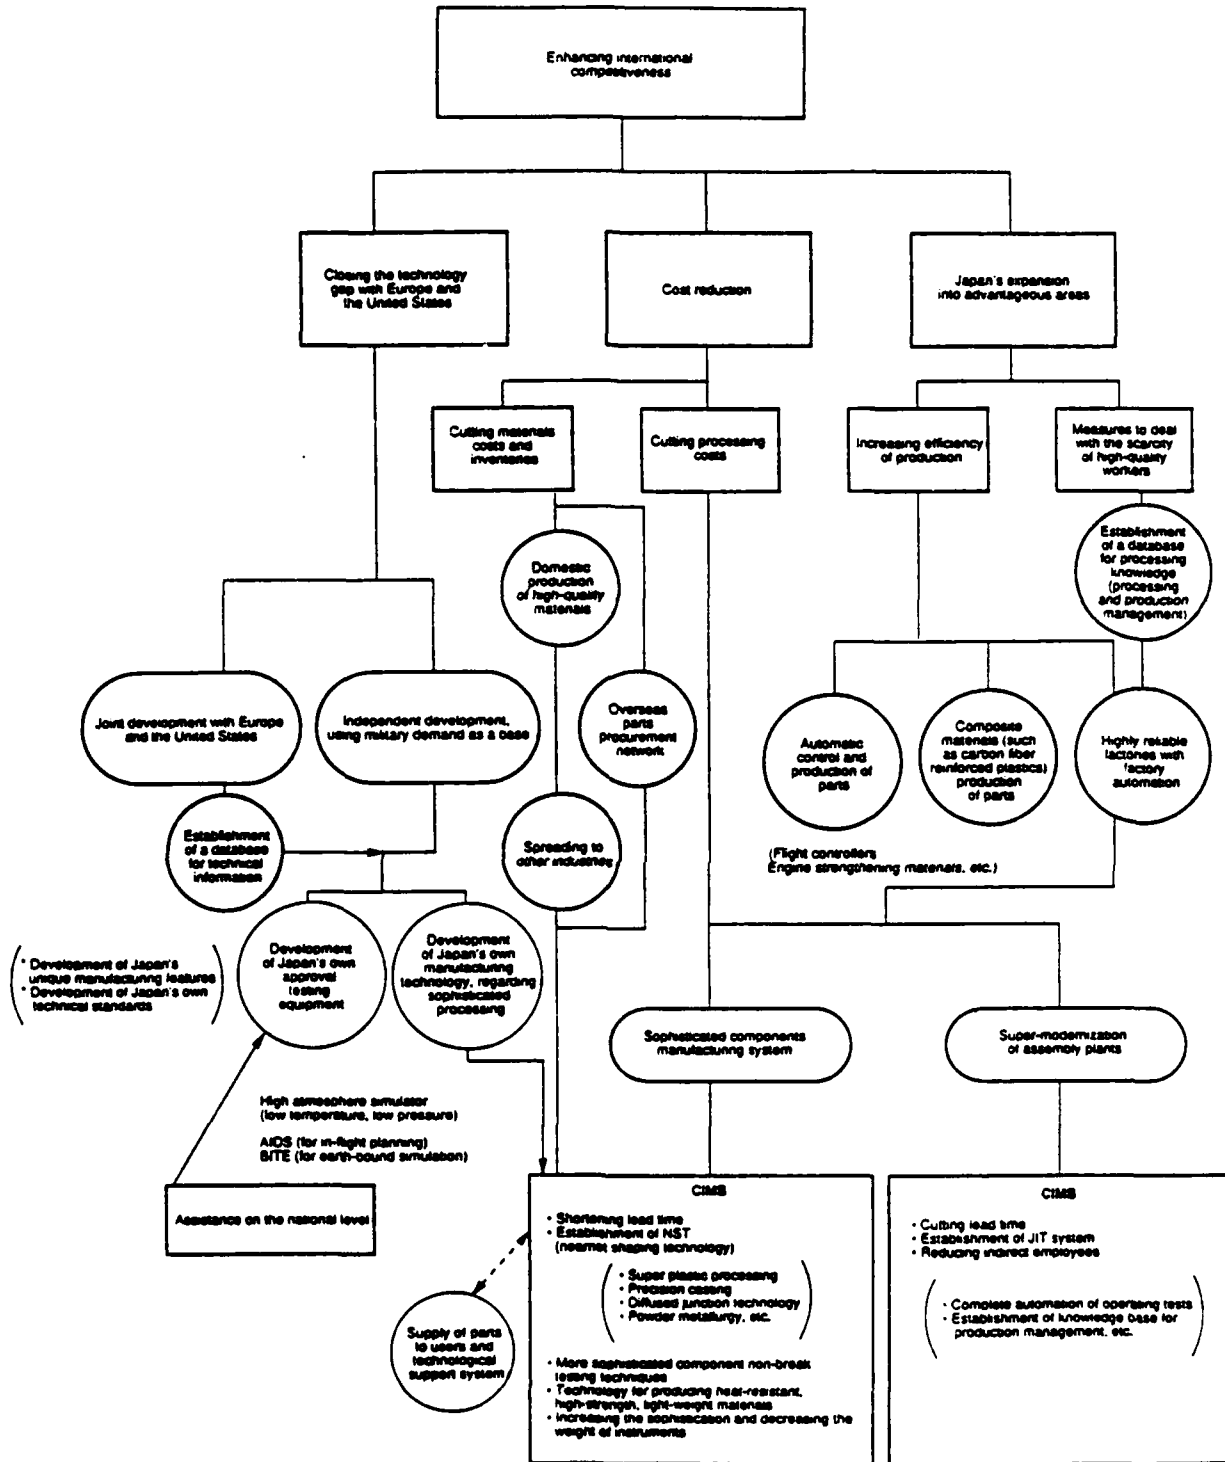 Enhancing international
competitiveness
Closing the technology
gap with Europe and
the United States
Cost reduction
Japan's expansion
into advantageous areas
Cutting materials
costs and
inventories
Cutting processing
costs
Increasing efficiency
of production
Measures to deal
with the scarcity
of high-quality
workers
Establishment
of a database
for processing
knowledge
(processing
and production
management)
Domestic
production
of high-quality
materials
Joint development with Europe
and the United States
Independent development,
using military demand as a base
Overseas
parts
procurement
network
Automatic
control and
production of
parts
Composite
materials (such
as carbon fiber
reinforced plastics)
production
of parts
Highly reliable
factories with
factory
automation
Establishment
of a database
for technical
information
Spreading to
other industries
(Flight controllers
Engine strengthening materials, etc.)
• Development of Japan's
unique manufacturing features
• Development of Japan's own
technical standards
Development
of Japan's own
approval
testing
equipment
Development
of Japan's own
manufacturing
technology, regarding
sophisticated
processing
Sophisticated components
manufacturing system
Super-modernization
of assembly plants
High atmosphere simulator
(low temperature, low pressure)
AIDS (for in-flight planning)
BITE (for earth-bound simulation)
Assistance on the national level
Supply of parts
to users and
technological
support system
CIMS
• Shortening lead time
• Establishment of NST
(nearnet shaping technology)
• Super plastic processing
• Precision casting
• Diffused junction technology
• Powder metallurgy, etc.
• More sophisticated component non-break
testing techniques
• Technology for producing heat-resistant,
high-strength, light-weight materials
• Increasing the sophistication and decreasing the
weight of instruments
CIMS
• Cutting lead time
• Establishment of JIT system
• Reducing indirect employees
• Complete automation of operating tests
• Establishment of knowledge base for
production management, etc.